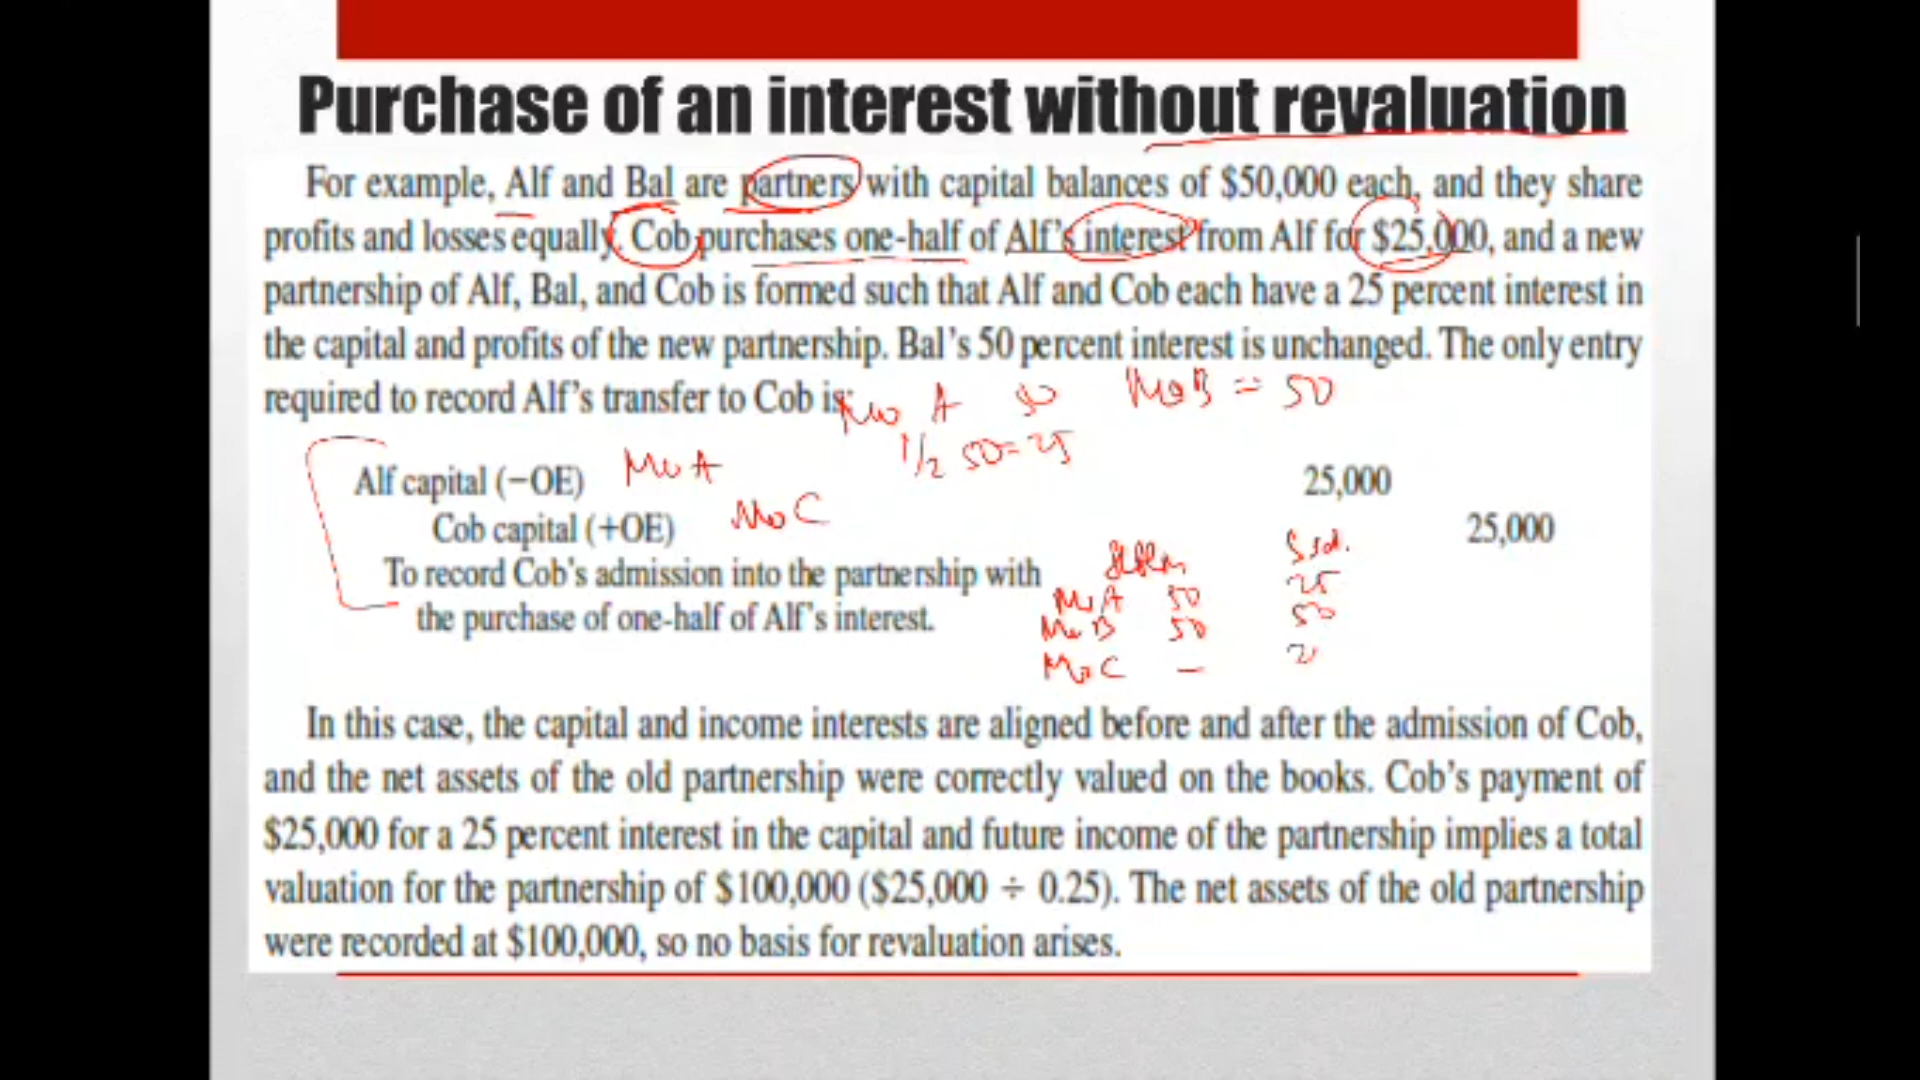 Purchase of an interest without revaluation
For example, Alf and Bal are partners with capital balances of $50,000 each, and they share
profits and losses equally. Cob purchases one-half of Alf's interest from Alf for $25,000, and a new
partnership of Alf, Bal, and Cob is formed such that Alf and Cob each have a 25 percent interest in
the capital and profits of the new partnership. Bal's 50 percent interest is unchanged. The only entry
required to record Alf's transfer to Cob is:
A 50 = 50
1/2 50 = 25
Alf capital (−OE) A 25,000
Cob capital (+OE) C 25,000
To record Cob's admission into the partnership with
the purchase of one-half of Alf's interest.
A 50 25
B 50 50
C –
In this case, the capital and income interests are aligned before and after the admission of Cob,
and the net assets of the old partnership were correctly valued on the books. Cob's payment of
$25,000 for a 25 percent interest in the capital and future income of the partnership implies a total
valuation for the partnership of $100,000 ($25,000 ÷ 0.25). The net assets of the old partnership
were recorded at $100,000, so no basis for revaluation arises.